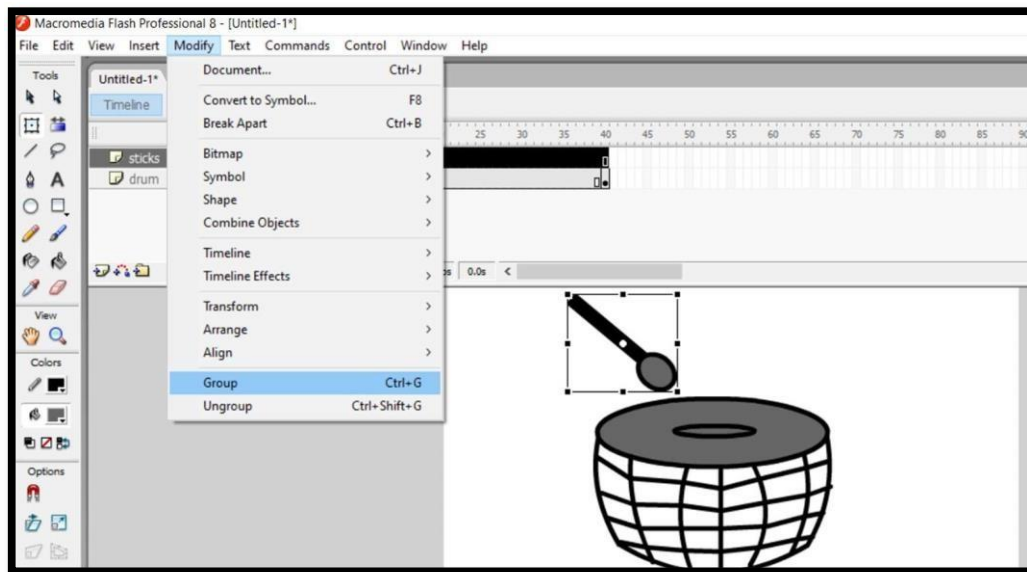 Macromedia Flash Professional 8 - [Untitled-1*]
File Edit View Insert Modify Text Commands Control Window Help
Tools
Untitled-1*
Timeline
sticks
drum
Document... Ctrl+J
Convert to Symbol... F8
Break Apart Ctrl+B
Bitmap
Symbol
Shape
Combine Objects
Timeline
Timeline Effects
Transform
Arrange
Align
Group Ctrl+G
Ungroup Ctrl+Shift+G
25 30 35 40 45 50 55 60 65 70 75 80 85
0.0s
View
Colors
Options